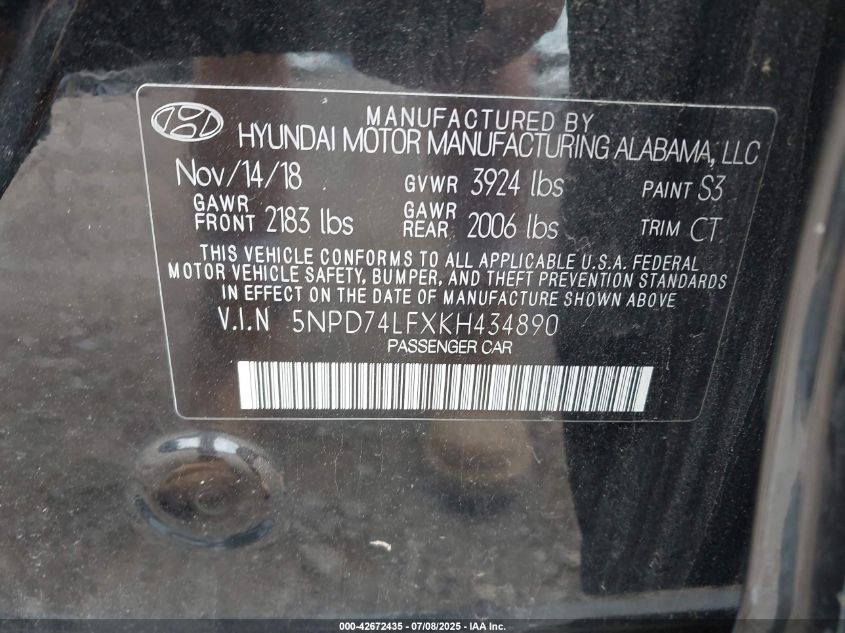 MANUFACTURED BY
HYUNDAI MOTOR MANUFACTURING ALABAMA, LLC
Nov/14/18 GVWR 3924 lbs PAINT S3
GAWR FRONT 2183 lbs GAWR REAR 2006 lbs TRIM CT
THIS VEHICLE CONFORMS TO ALL APPLICABLE U.S.A. FEDERAL
MOTOR VEHICLE SAFETY, BUMPER, AND THEFT PREVENTION STANDARDS
IN EFFECT ON THE DATE OF MANUFACTURE SHOWN ABOVE
V.I.N 5NPD74LFXKH434890
PASSENGER CAR
000-42672435 - 07/08/2025 - IAA Inc.